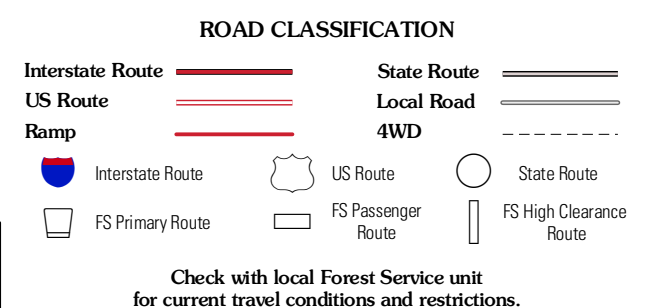 ROAD CLASSIFICATION
Interstate Route
State Route
US Route
Local Road
Ramp
4WD
Interstate Route
US Route
State Route
FS Primary Route
FS Passenger
Route
FS High Clearance
Route
Check with local Forest Service unit
for current travel conditions and restrictions.